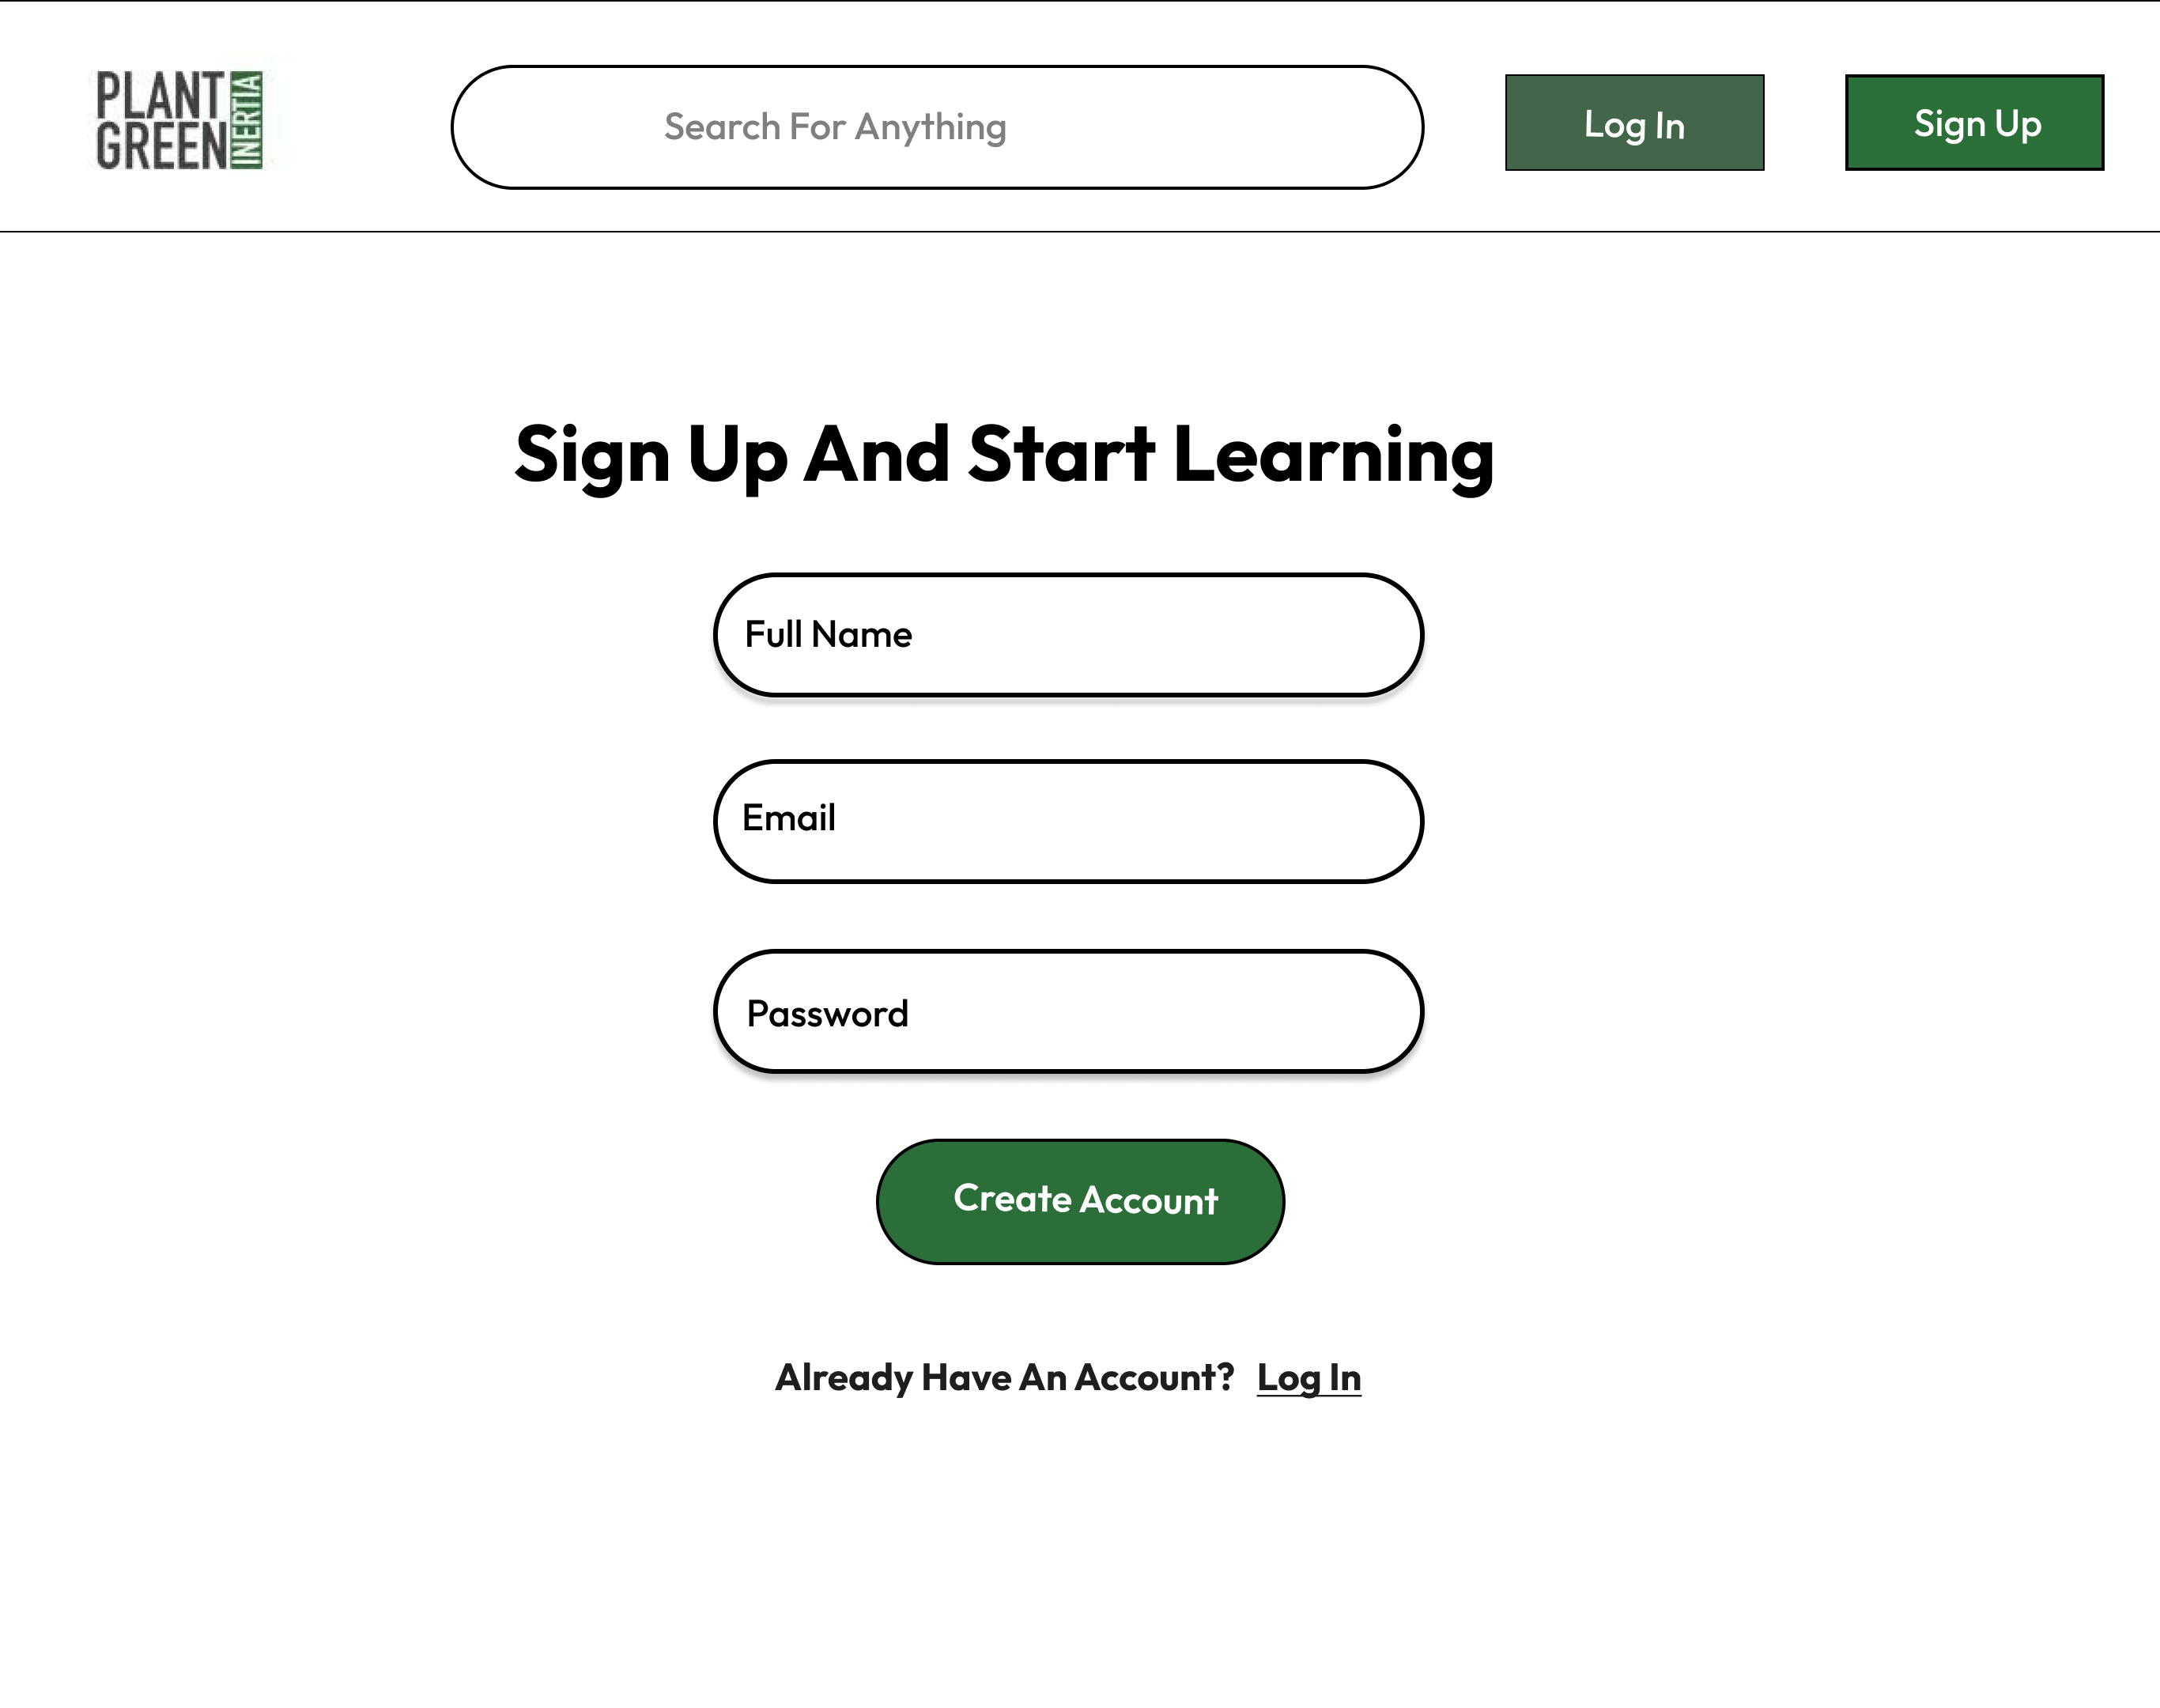 PLANT
GREEN
INERTIA
Search For Anything
Log In
Sign Up
Sign Up And Start Learning
Full Name
Email
Password
Create Account
Already Have An Account? Log In